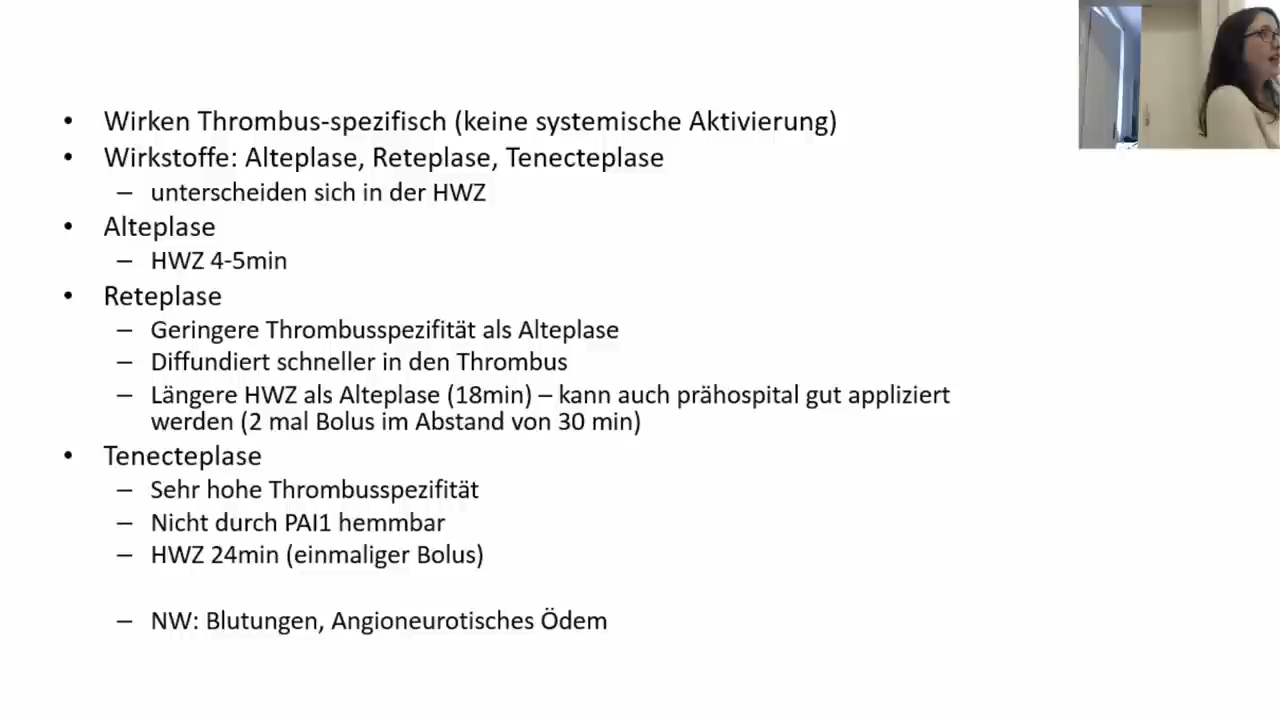 • Wirken Thrombus-spezifisch (keine systemische Aktivierung)
• Wirkstoffe: Alteplase, Reteplase, Tenecteplase
– unterscheiden sich in der HWZ
• Alteplase
– HWZ 4-5min
• Reteplase
– Geringere Thrombusspezifität als Alteplase
– Diffundiert schneller in den Thrombus
– Längere HWZ als Alteplase (18min) – kann auch prähospital gut appliziert
werden (2 mal Bolus im Abstand von 30 min)
• Tenecteplase
– Sehr hohe Thrombusspezifität
– Nicht durch PAI1 hemmbar
– HWZ 24min (einmaliger Bolus)
– NW: Blutungen, Angioneurotisches Ödem